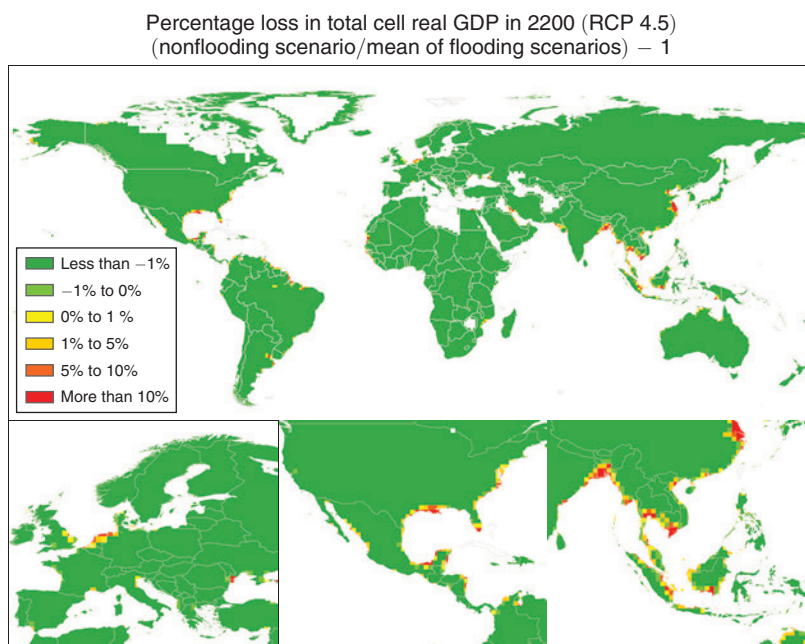 Percentage loss in total cell real GDP in 2200 (RCP 4.5)
(nonflooding scenario/mean of flooding scenarios) − 1
Less than −1%
−1% to 0%
0% to 1 %
1% to 5%
5% to 10%
More than 10%